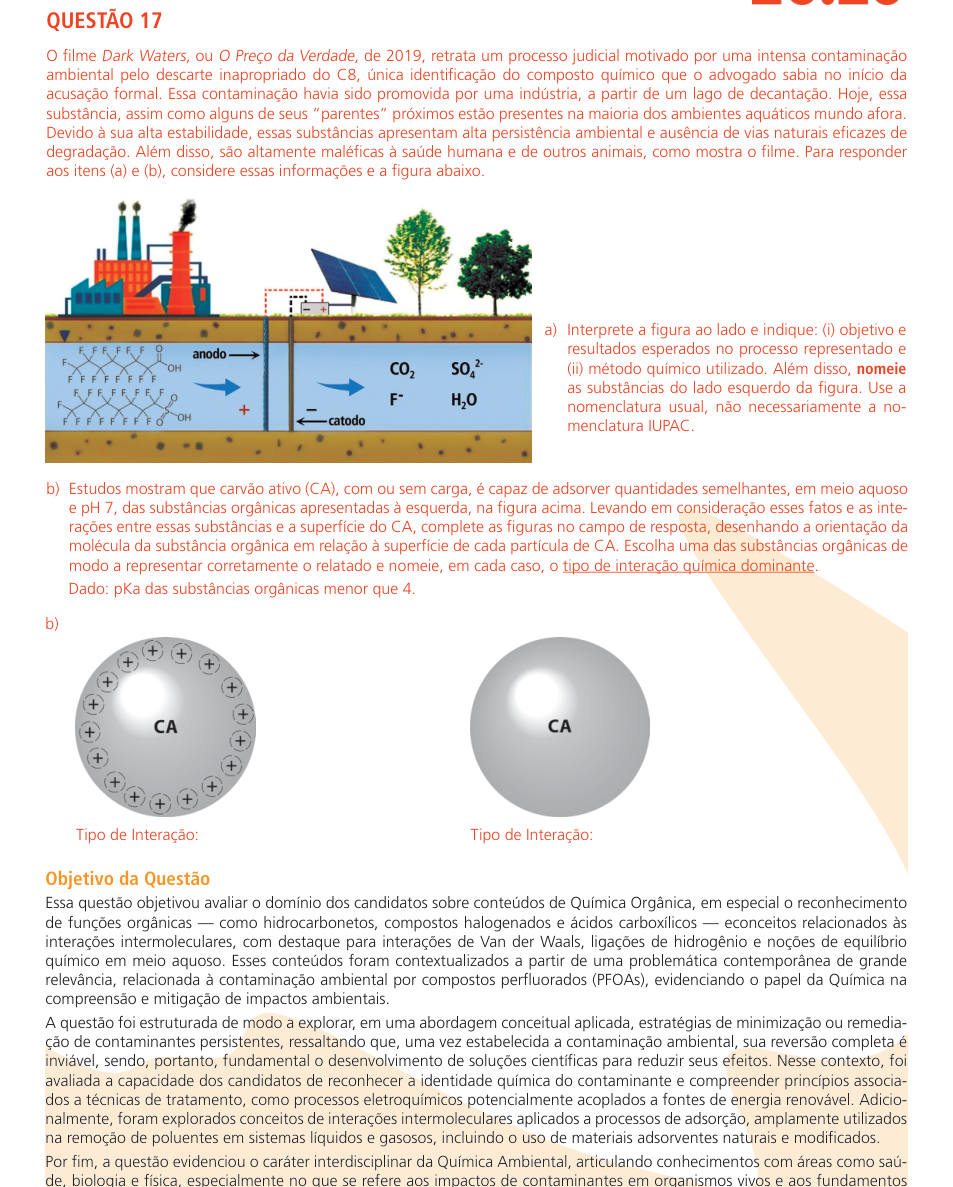 QUESTÃO 17
O filme Dark Waters, ou O Preço da Verdade, de 2019, retrata um processo judicial motivado por uma intensa contaminação
ambiental pelo descarte inapropriado do C8, única identificação do composto químico que o advogado sabia no início da
acusação formal. Essa contaminação havia sido promovida por uma indústria, a partir de um lago de decantação. Hoje, essa
substância, assim como alguns de seus “parentes” próximos estão presentes na maioria dos ambientes aquáticos mundo afora.
Devido à sua alta estabilidade, essas substâncias apresentam alta persistência ambiental e ausência de vias naturais eficazes de
degradação. Além disso, são altamente maléficas à saúde humana e de outros animais, como mostra o filme. Para responder
aos itens (a) e (b), considere essas informações e a figura abaixo.
− +
F F F F F F O
F
OH
F F F F F F F F
F F F F F F F O
F
S
OH
F F F F F F F F O
anodo
+
−
catodo
CO2 SO4 2-
F- H2O
a) Interprete a figura ao lado e indique: (i) objetivo e
resultados esperados no processo representado e
(ii) método químico utilizado. Além disso, nomeie
as substâncias do lado esquerdo da figura. Use a
nomenclatura usual, não necessariamente a no-
menclatura IUPAC.
b) Estudos mostram que carvão ativo (CA), com ou sem carga, é capaz de adsorver quantidades semelhantes, em meio aquoso
e pH 7, das substâncias orgânicas apresentadas à esquerda, na figura acima. Levando em consideração esses fatos e as inte-
rações entre essas substâncias e a superfície do CA, complete as figuras no campo de resposta, desenhando a orientação da
molécula da substância orgânica em relação à superfície de cada partícula de CA. Escolha uma das substâncias orgânicas de
modo a representar corretamente o relatado e nomeie, em cada caso, o tipo de interação química dominante.
Dado: pKa das substâncias orgânicas menor que 4.
b)
+ + + + + + + + + + + + + + + + + +
CA
CA
Tipo de Interação:
Tipo de Interação:
Objetivo da Questão
Essa questão objetivou avaliar o domínio dos candidatos sobre conteúdos de Química Orgânica, em especial o reconhecimento
de funções orgânicas — como hidrocarbonetos, compostos halogenados e ácidos carboxílicos — econceitos relacionados às
interações intermoleculares, com destaque para interações de Van der Waals, ligações de hidrogênio e noções de equilíbrio
químico em meio aquoso. Esses conteúdos foram contextualizados a partir de uma problemática contemporânea de grande
relevância, relacionada à contaminação ambiental por compostos perfluorados (PFOAs), evidenciando o papel da Química na
compreensão e mitigação de impactos ambientais.
A questão foi estruturada de modo a explorar, em uma abordagem conceitual aplicada, estratégias de minimização ou remedia-
ção de contaminantes persistentes, ressaltando que, uma vez estabelecida a contaminação ambiental, sua reversão completa é
inviável, sendo, portanto, fundamental o desenvolvimento de soluções científicas para reduzir seus efeitos. Nesse contexto, foi
avaliada a capacidade dos candidatos de reconhecer a identidade química do contaminante e compreender princípios associa-
dos a técnicas de tratamento, como processos eletroquímicos potencialmente acoplados a fontes de energia renovável. Adicio-
nalmente, foram explorados conceitos de interações intermoleculares aplicados a processos de adsorção, amplamente utilizados
na remoção de poluentes em sistemas líquidos e gasosos, incluindo o uso de materiais adsorventes naturais e modificados.
Por fim, a questão evidenciou o caráter interdisciplinar da Química Ambiental, articulando conhecimentos com áreas como saú-
de, biologia e física, especialmente no que se refere aos impactos de contaminantes em organismos vivos e aos fundamentos